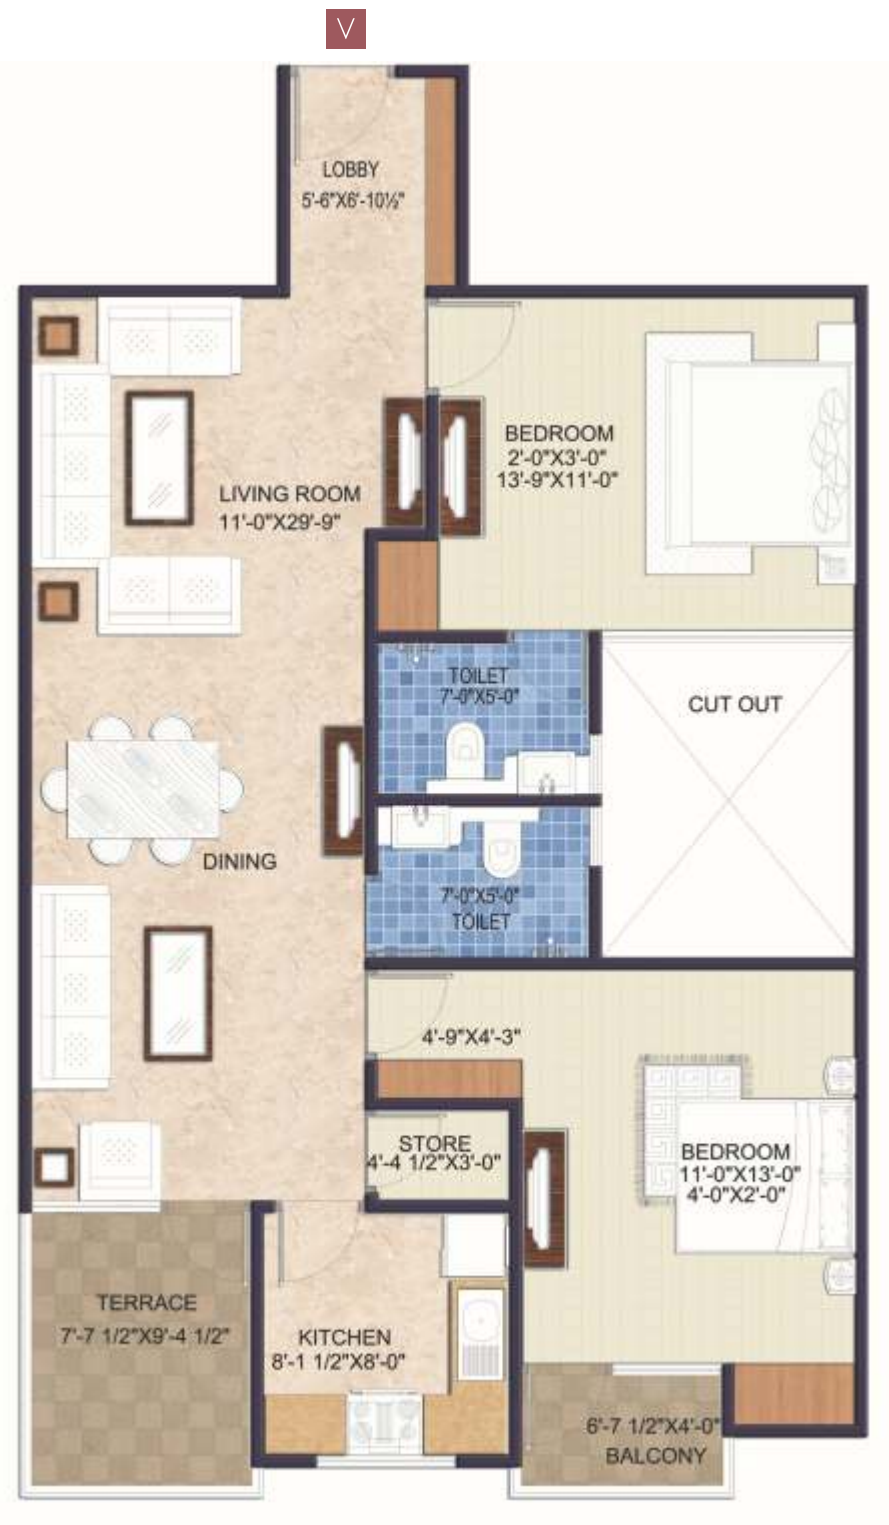 V
LOBBY
5'-6"X6'-10½"
BEDROOM
2'-0"X3'-0"
13'-9"X11'-0"
LIVING ROOM
11'-0"X29'-9"
TOILET
7'-0"X5'-0"
CUT OUT
DINING
7'-0"X5'-0"
TOILET
4'-9"X4'-3"
STORE
4'-4 1/2"X3'-0"
BEDROOM
11'-0"X13'-0"
4'-0"X2'-0"
TERRACE
7'-7 1/2"X9'-4 1/2"
KITCHEN
8'-1 1/2"X8'-0"
6'-7 1/2"X4'-0"
BALCONY